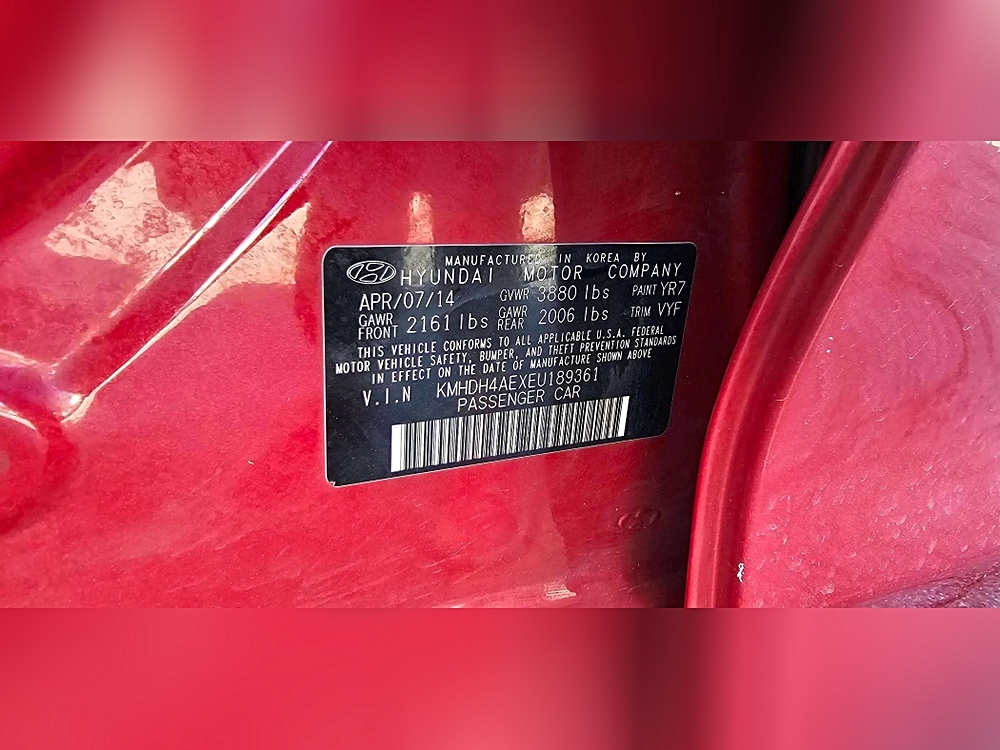 MANUFACTURED IN KOREA BY
HYUNDAI MOTOR COMPANY
APR/07/14 GVWR 3880 lbs PAINT YR7
GAWR FRONT 2161 lbs GAWR REAR 2006 lbs TRIM VYF
THIS VEHICLE CONFORMS TO ALL APPLICABLE U.S.A. FEDERAL
MOTOR VEHICLE SAFETY, BUMPER, AND THEFT PREVENTION STANDARDS
IN EFFECT ON THE DATE OF MANUFACTURE SHOWN ABOVE
V.I.N KMHDH4AEXEU189361
PASSENGER CAR